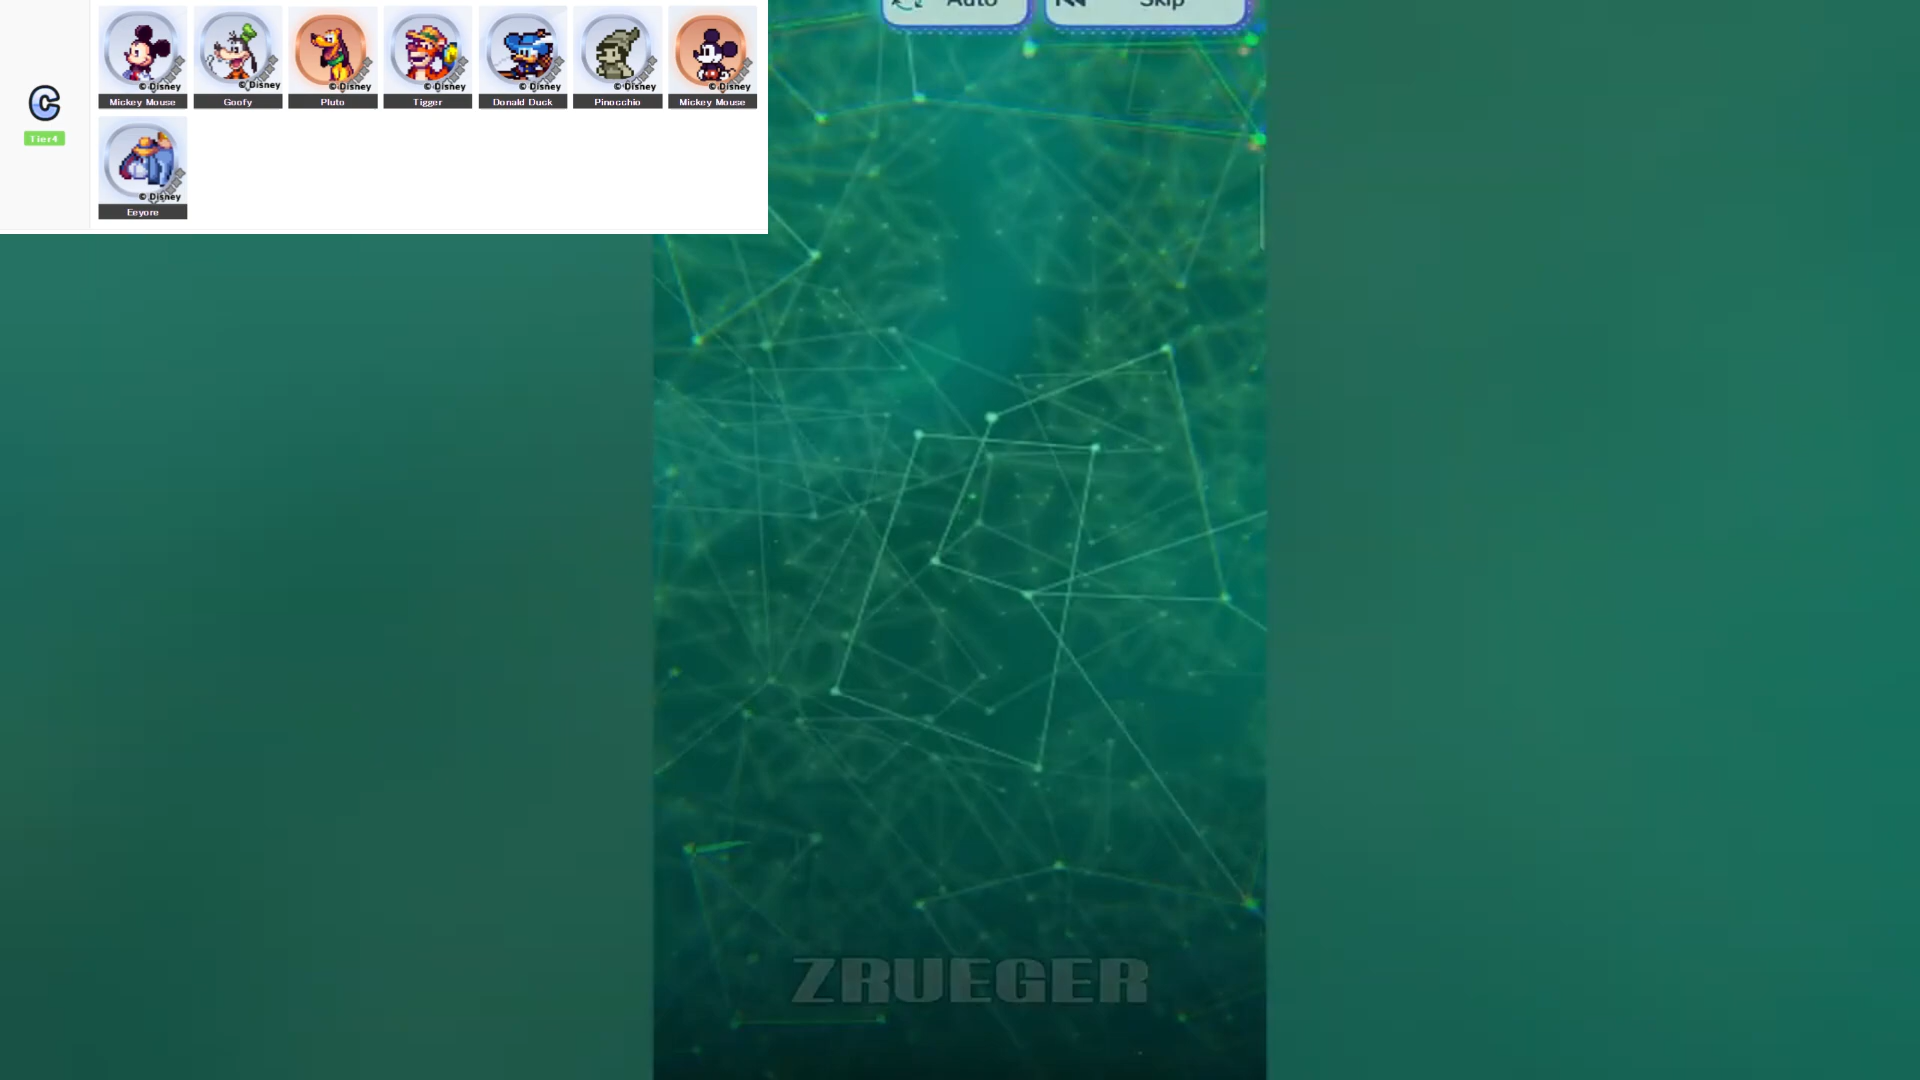 Auto
Skip
© Disney © Disney © Disney © Disney © Disney © Disney © Disney
Mickey Mouse Goofy Pluto Tigger Donald Duck Pinocchio Mickey Mouse
C
Tier4
© Disney
Eeyore
ZRUEGER